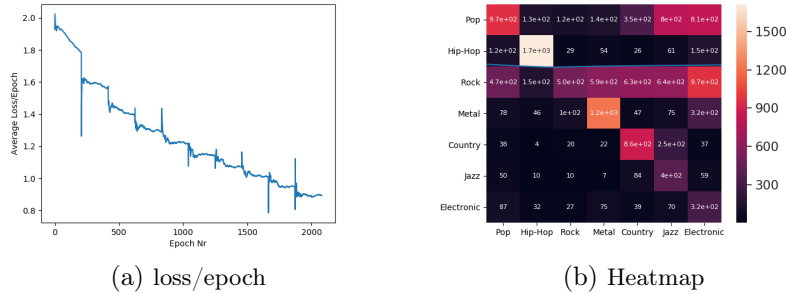 2.0
1.8
1.6
1.4
1.2
1.0
0.8
Average Loss/Epoch
0 500 1000 1500 2000
Epoch Nr
(a) loss/epoch
Pop 9.7e+02 1.3e+02 1.2e+02 1.4e+02 3.5e+02 8e+02 8.1e+02
Hip-Hop 1.2e+02 1.7e+03 29 54 26 61 1.5e+02
Rock 4.7e+02 1.5e+02 5.0e+02 5.9e+02 6.3e+02 6.4e+02 9.7e+02
Metal 78 46 1e+02 1.2e+03 47 75 3.2e+02
Country 38 4 20 22 8.6e+02 2.5e+02 37
Jazz 50 10 10 7 84 4e+02 59
Electronic 87 32 27 75 39 70 3.2e+02
Pop Hip-Hop Rock Metal Country Jazz Electronic
1500
1200
900
600
300
(b) Heatmap